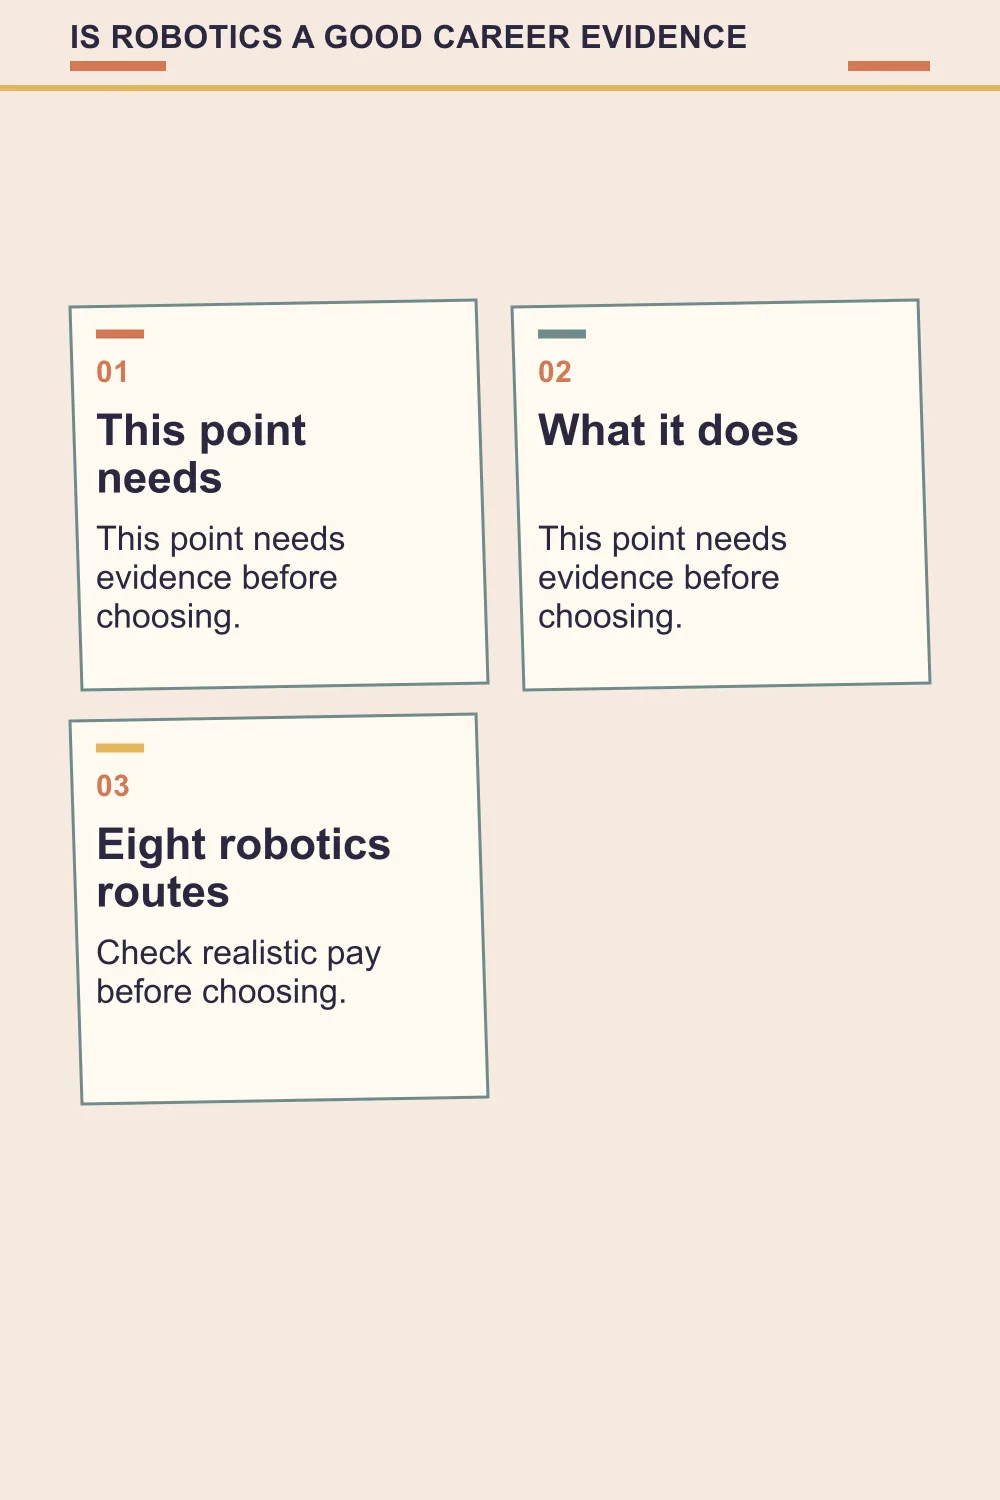 IS ROBOTICS A GOOD CAREER EVIDENCE
01
This point
needs
This point needs
evidence before
choosing.
02
What it does
This point needs
evidence before
choosing.
03
Eight robotics
routes
Check realistic pay
before choosing.